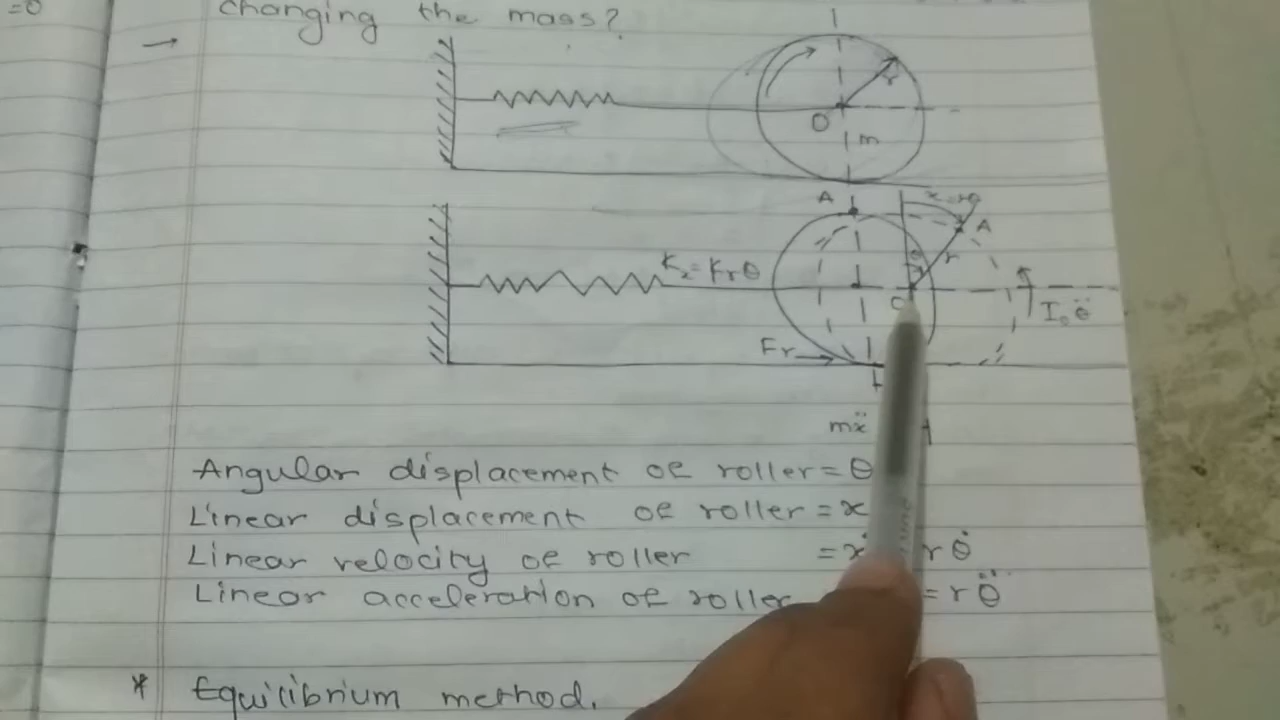 =0
changing the mass?
→
r
O
m
A
x=rθ
A
Kx=Krθ
θ
r
O
I₀θ̈
Fr
mẍ
Angular displacement of roller = θ
Linear displacement of roller = x
Linear velocity of roller = ẋ rθ̇
Linear acceleration of roller = rθ̈
* Equilibrium method.